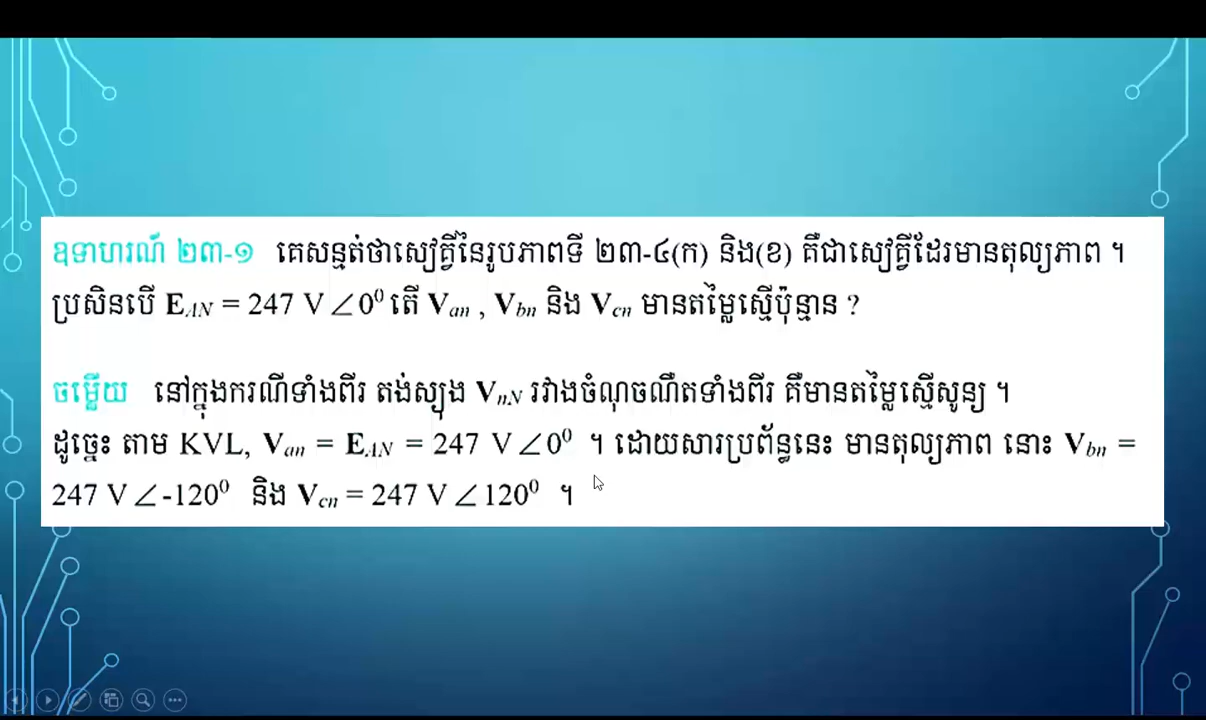 ឧទាហរណ៍ ២៣-១ គេសន្មត់ថាសៀគ្វីនៃរូបភាពទី ២៣-៤(ក) និង(ខ) គឺជាសៀគ្វីដែរមានតុល្យភាព ។
ប្រសិនបើ E_AN = 247 V∠0⁰ តើ V_an , V_bn និង V_cn មានតម្លៃស្មើប៉ុន្មាន ?
ចម្លើយ នៅក្នុងករណីទាំងពីរ តង់ស្យុង V_nN រវាងចំណុចណឺតទាំងពីរ គឺមានតម្លៃស្មើសូន្យ ។
ដូច្នេះ តាម KVL, V_an = E_AN = 247 V∠0⁰ ។ ដោយសារប្រព័ន្ធនេះ មានតុល្យភាព នោះ V_bn =
247 V∠-120⁰ និង V_cn = 247 V∠120⁰ ។